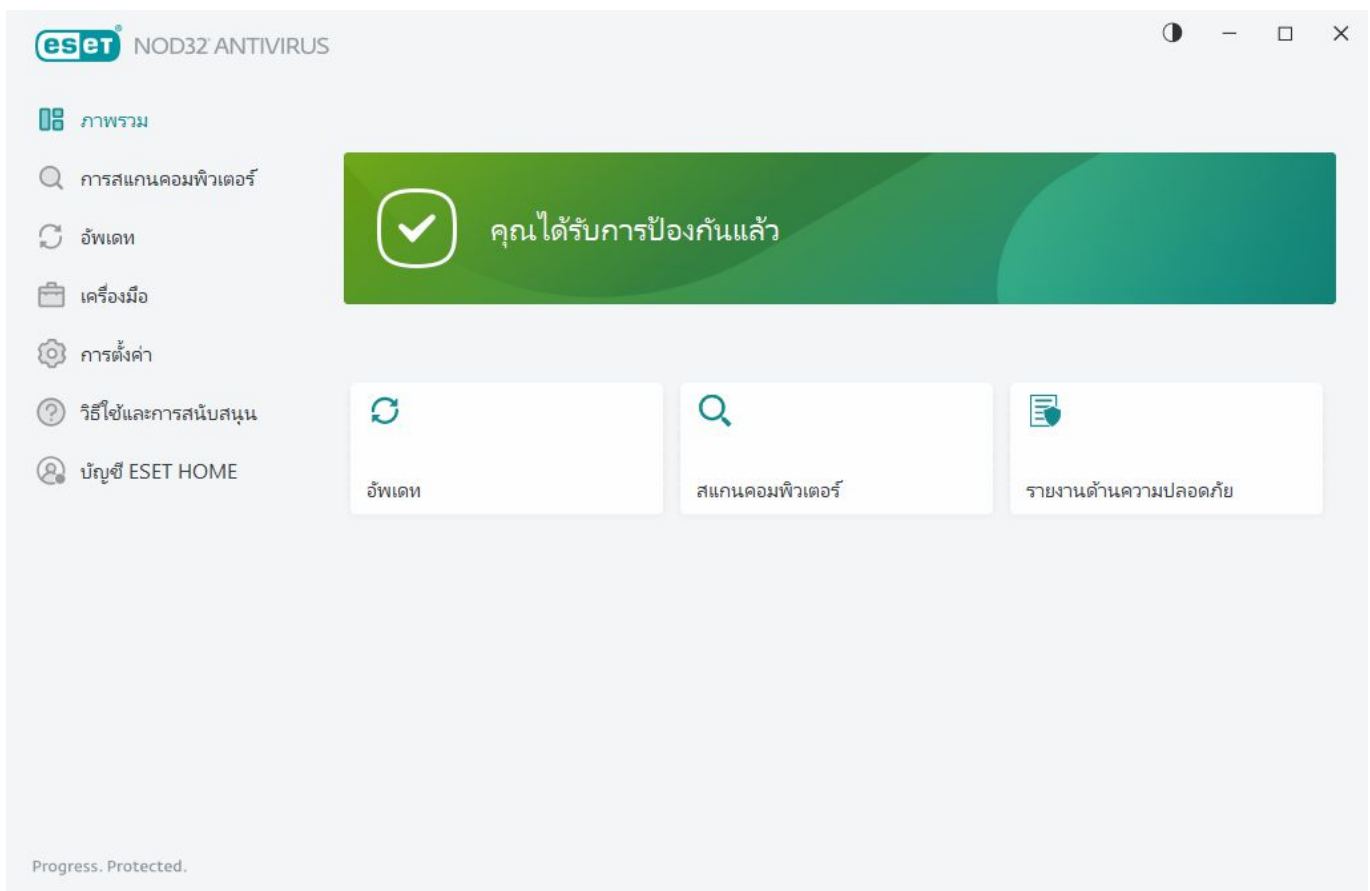 eset® NOD32® ANTIVIRUS
ภาพรวม
การสแกนคอมพิวเตอร์
อัพเดท
เครื่องมือ
การตั้งค่า
วิธีใช้และการสนับสนุน
บัญชี ESET HOME
คุณได้รับการป้องกันแล้ว
อัพเดท
สแกนคอมพิวเตอร์
รายงานด้านความปลอดภัย
Progress. Protected.